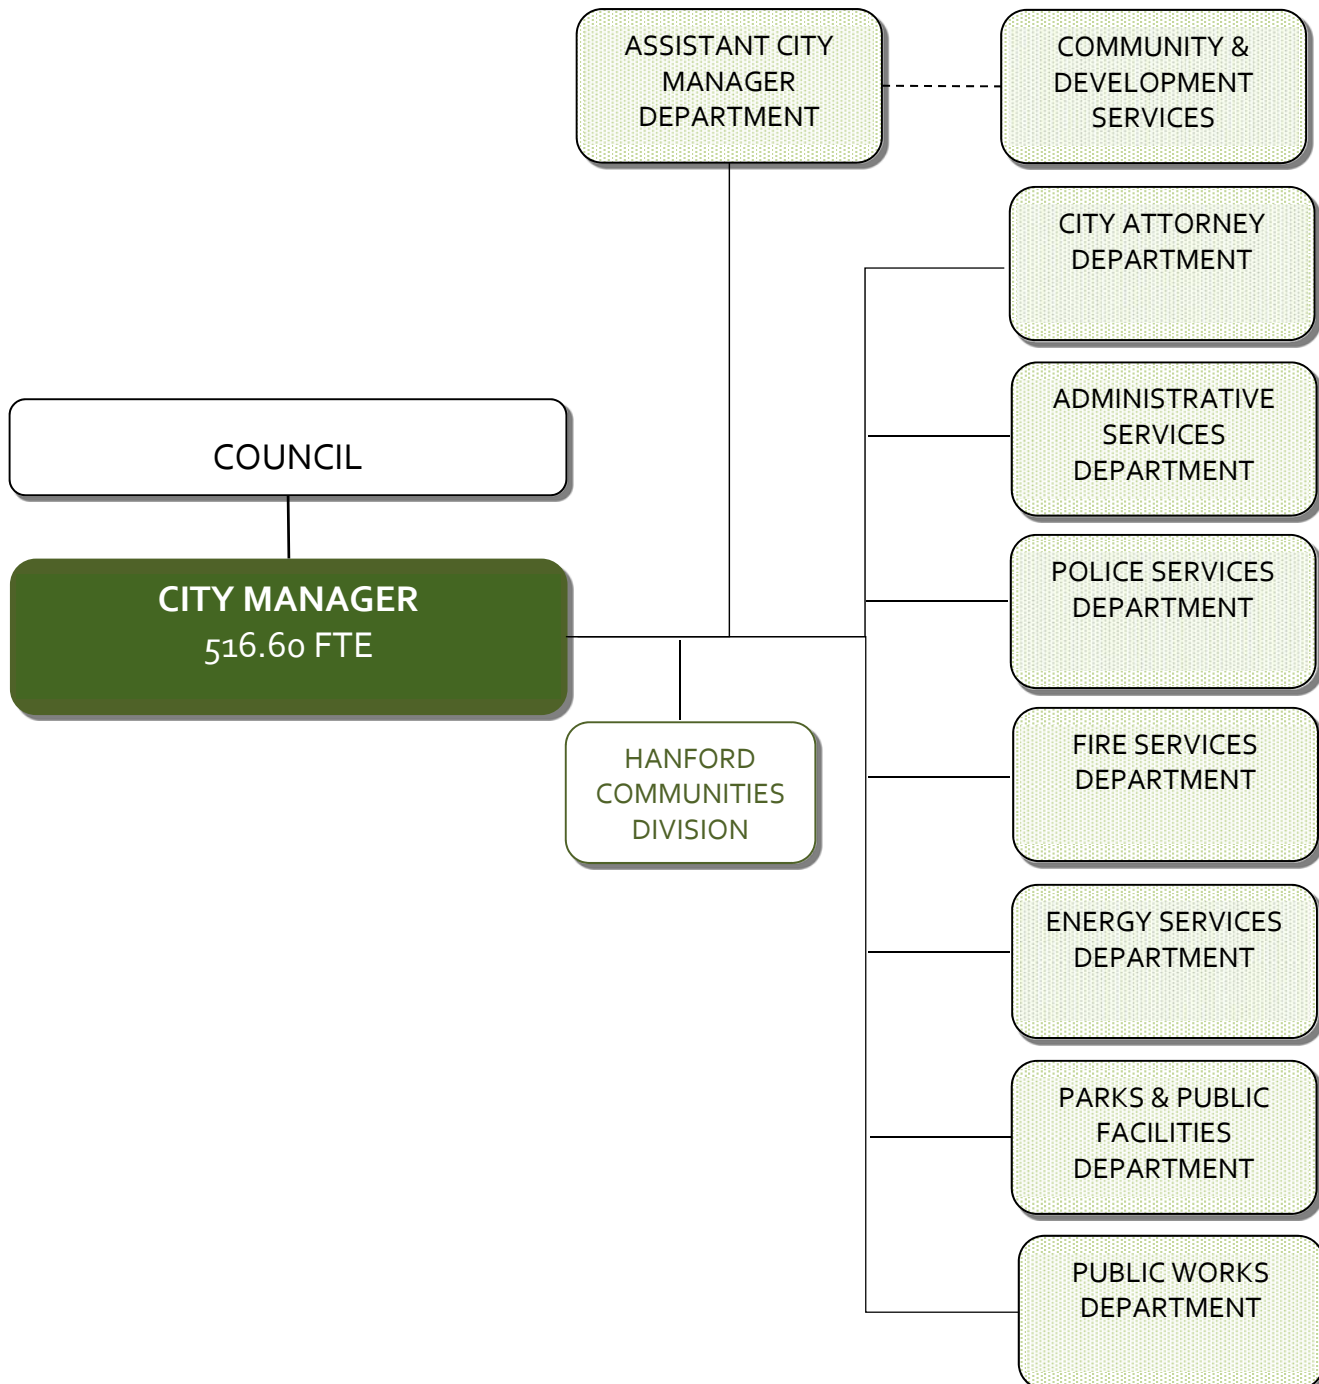 ASSISTANT CITY
MANAGER
DEPARTMENT
COMMUNITY &
DEVELOPMENT
SERVICES
CITY ATTORNEY
DEPARTMENT
ADMINISTRATIVE
SERVICES
DEPARTMENT
COUNCIL
CITY MANAGER
516.60 FTE
POLICE SERVICES
DEPARTMENT
HANFORD
COMMUNITIES
DIVISION
FIRE SERVICES
DEPARTMENT
ENERGY SERVICES
DEPARTMENT
PARKS & PUBLIC
FACILITIES
DEPARTMENT
PUBLIC WORKS
DEPARTMENT